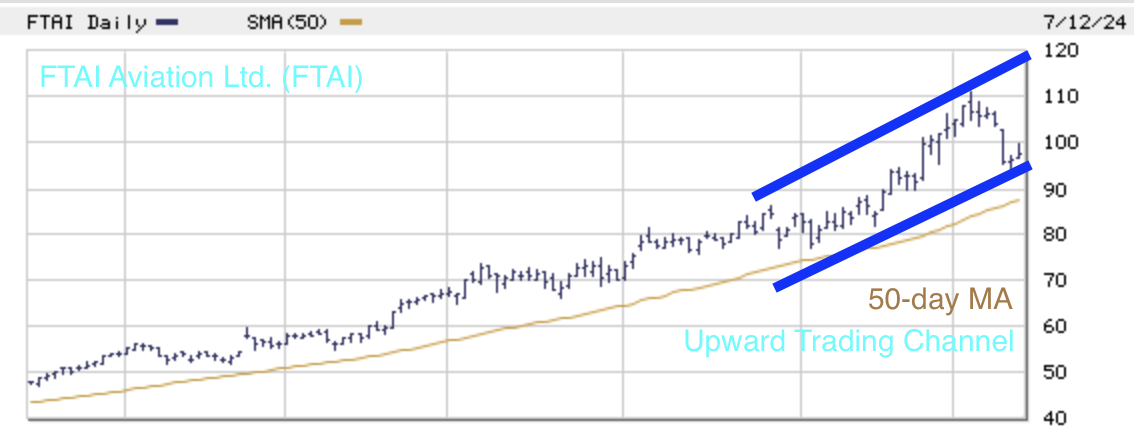 FTAI Daily SMA(50) 7/12/24
FTAI Aviation Ltd. (FTAI)
120
110
100
90
80
70
50-day MA
60
Upward Trading Channel
50
40